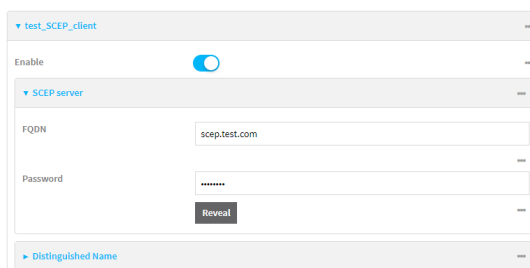 test_SCEP_client
Enable
SCEP server
FQDN
scep.test.com
Password
••••••••
Reveal
Distinguished Name